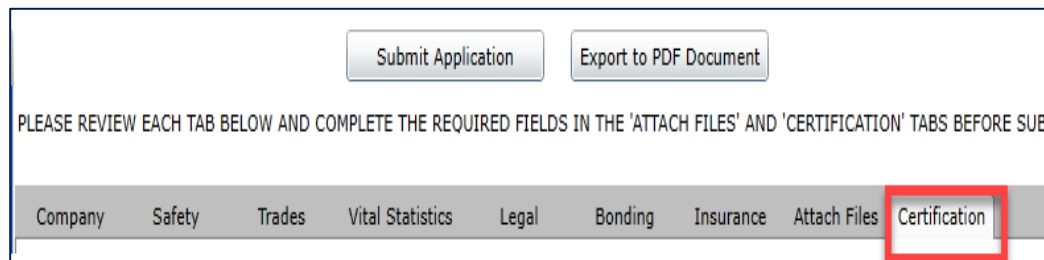 Submit Application Export to PDF Document
PLEASE REVIEW EACH TAB BELOW AND COMPLETE THE REQUIRED FIELDS IN THE 'ATTACH FILES' AND 'CERTIFICATION' TABS BEFORE SUB
Company Safety Trades Vital Statistics Legal Bonding Insurance Attach Files Certification